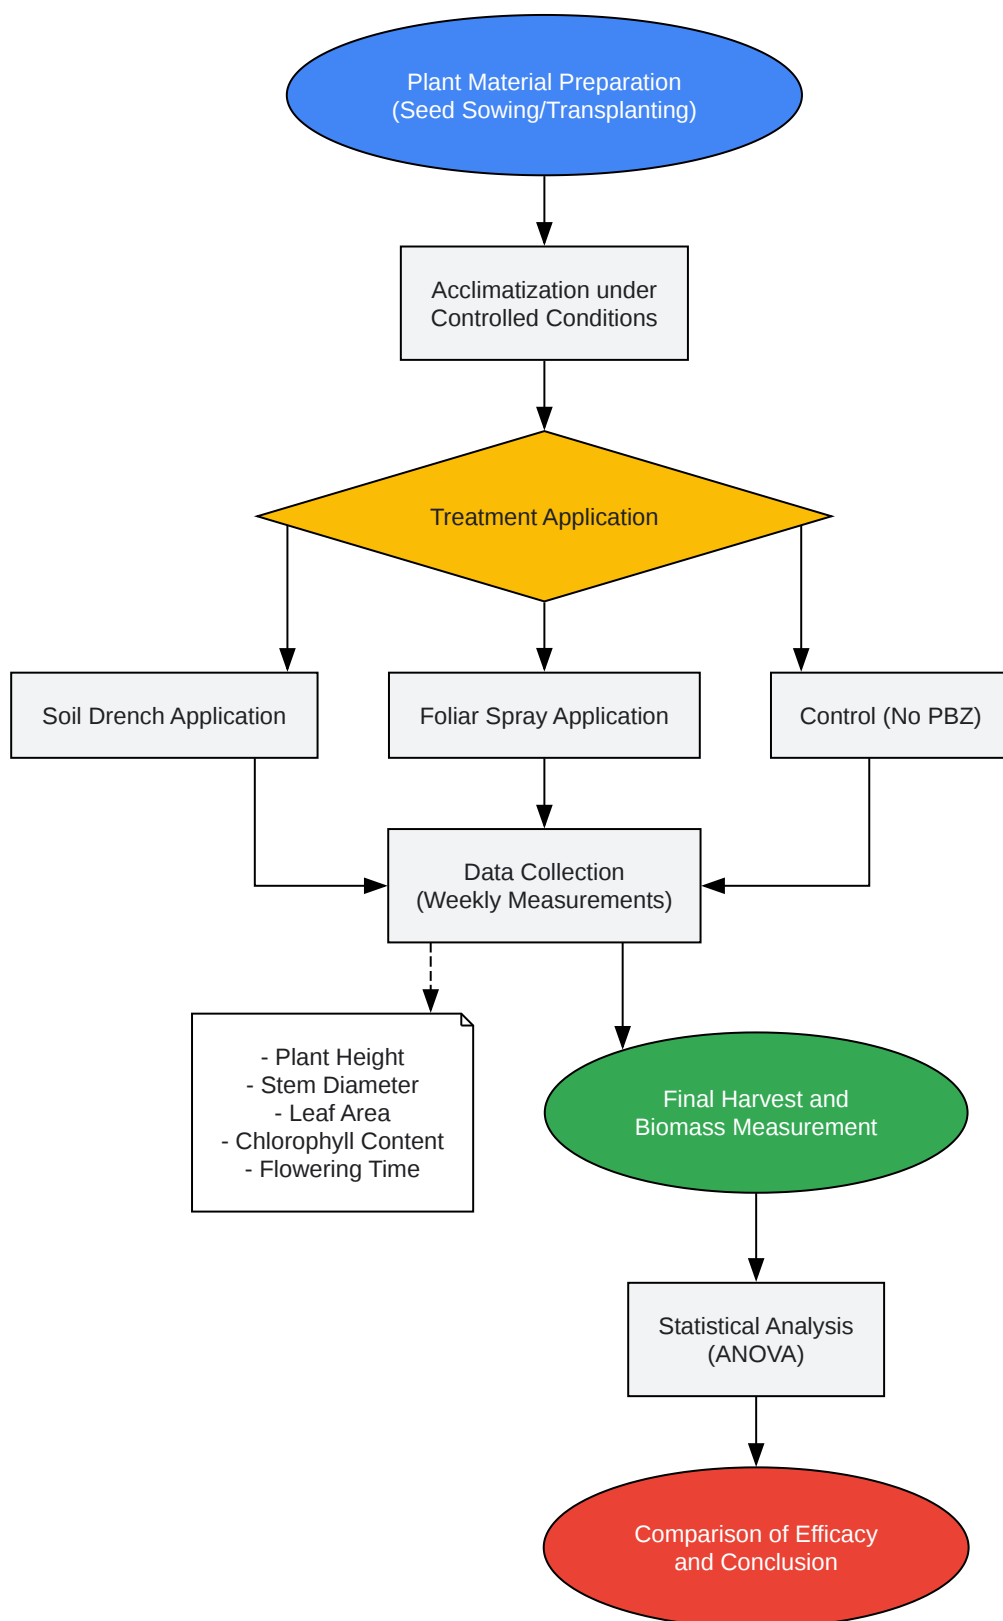 Plant Material Preparation
(Seed Sowing/Transplanting)
Acclimatization under
Controlled Conditions
Treatment Application
Soil Drench Application
Foliar Spray Application
Control (No PBZ)
Data Collection
(Weekly Measurements)
- Plant Height
- Stem Diameter
- Leaf Area
- Chlorophyll Content
- Flowering Time
Final Harvest and
Biomass Measurement
Statistical Analysis
(ANOVA)
Comparison of Efficacy
and Conclusion